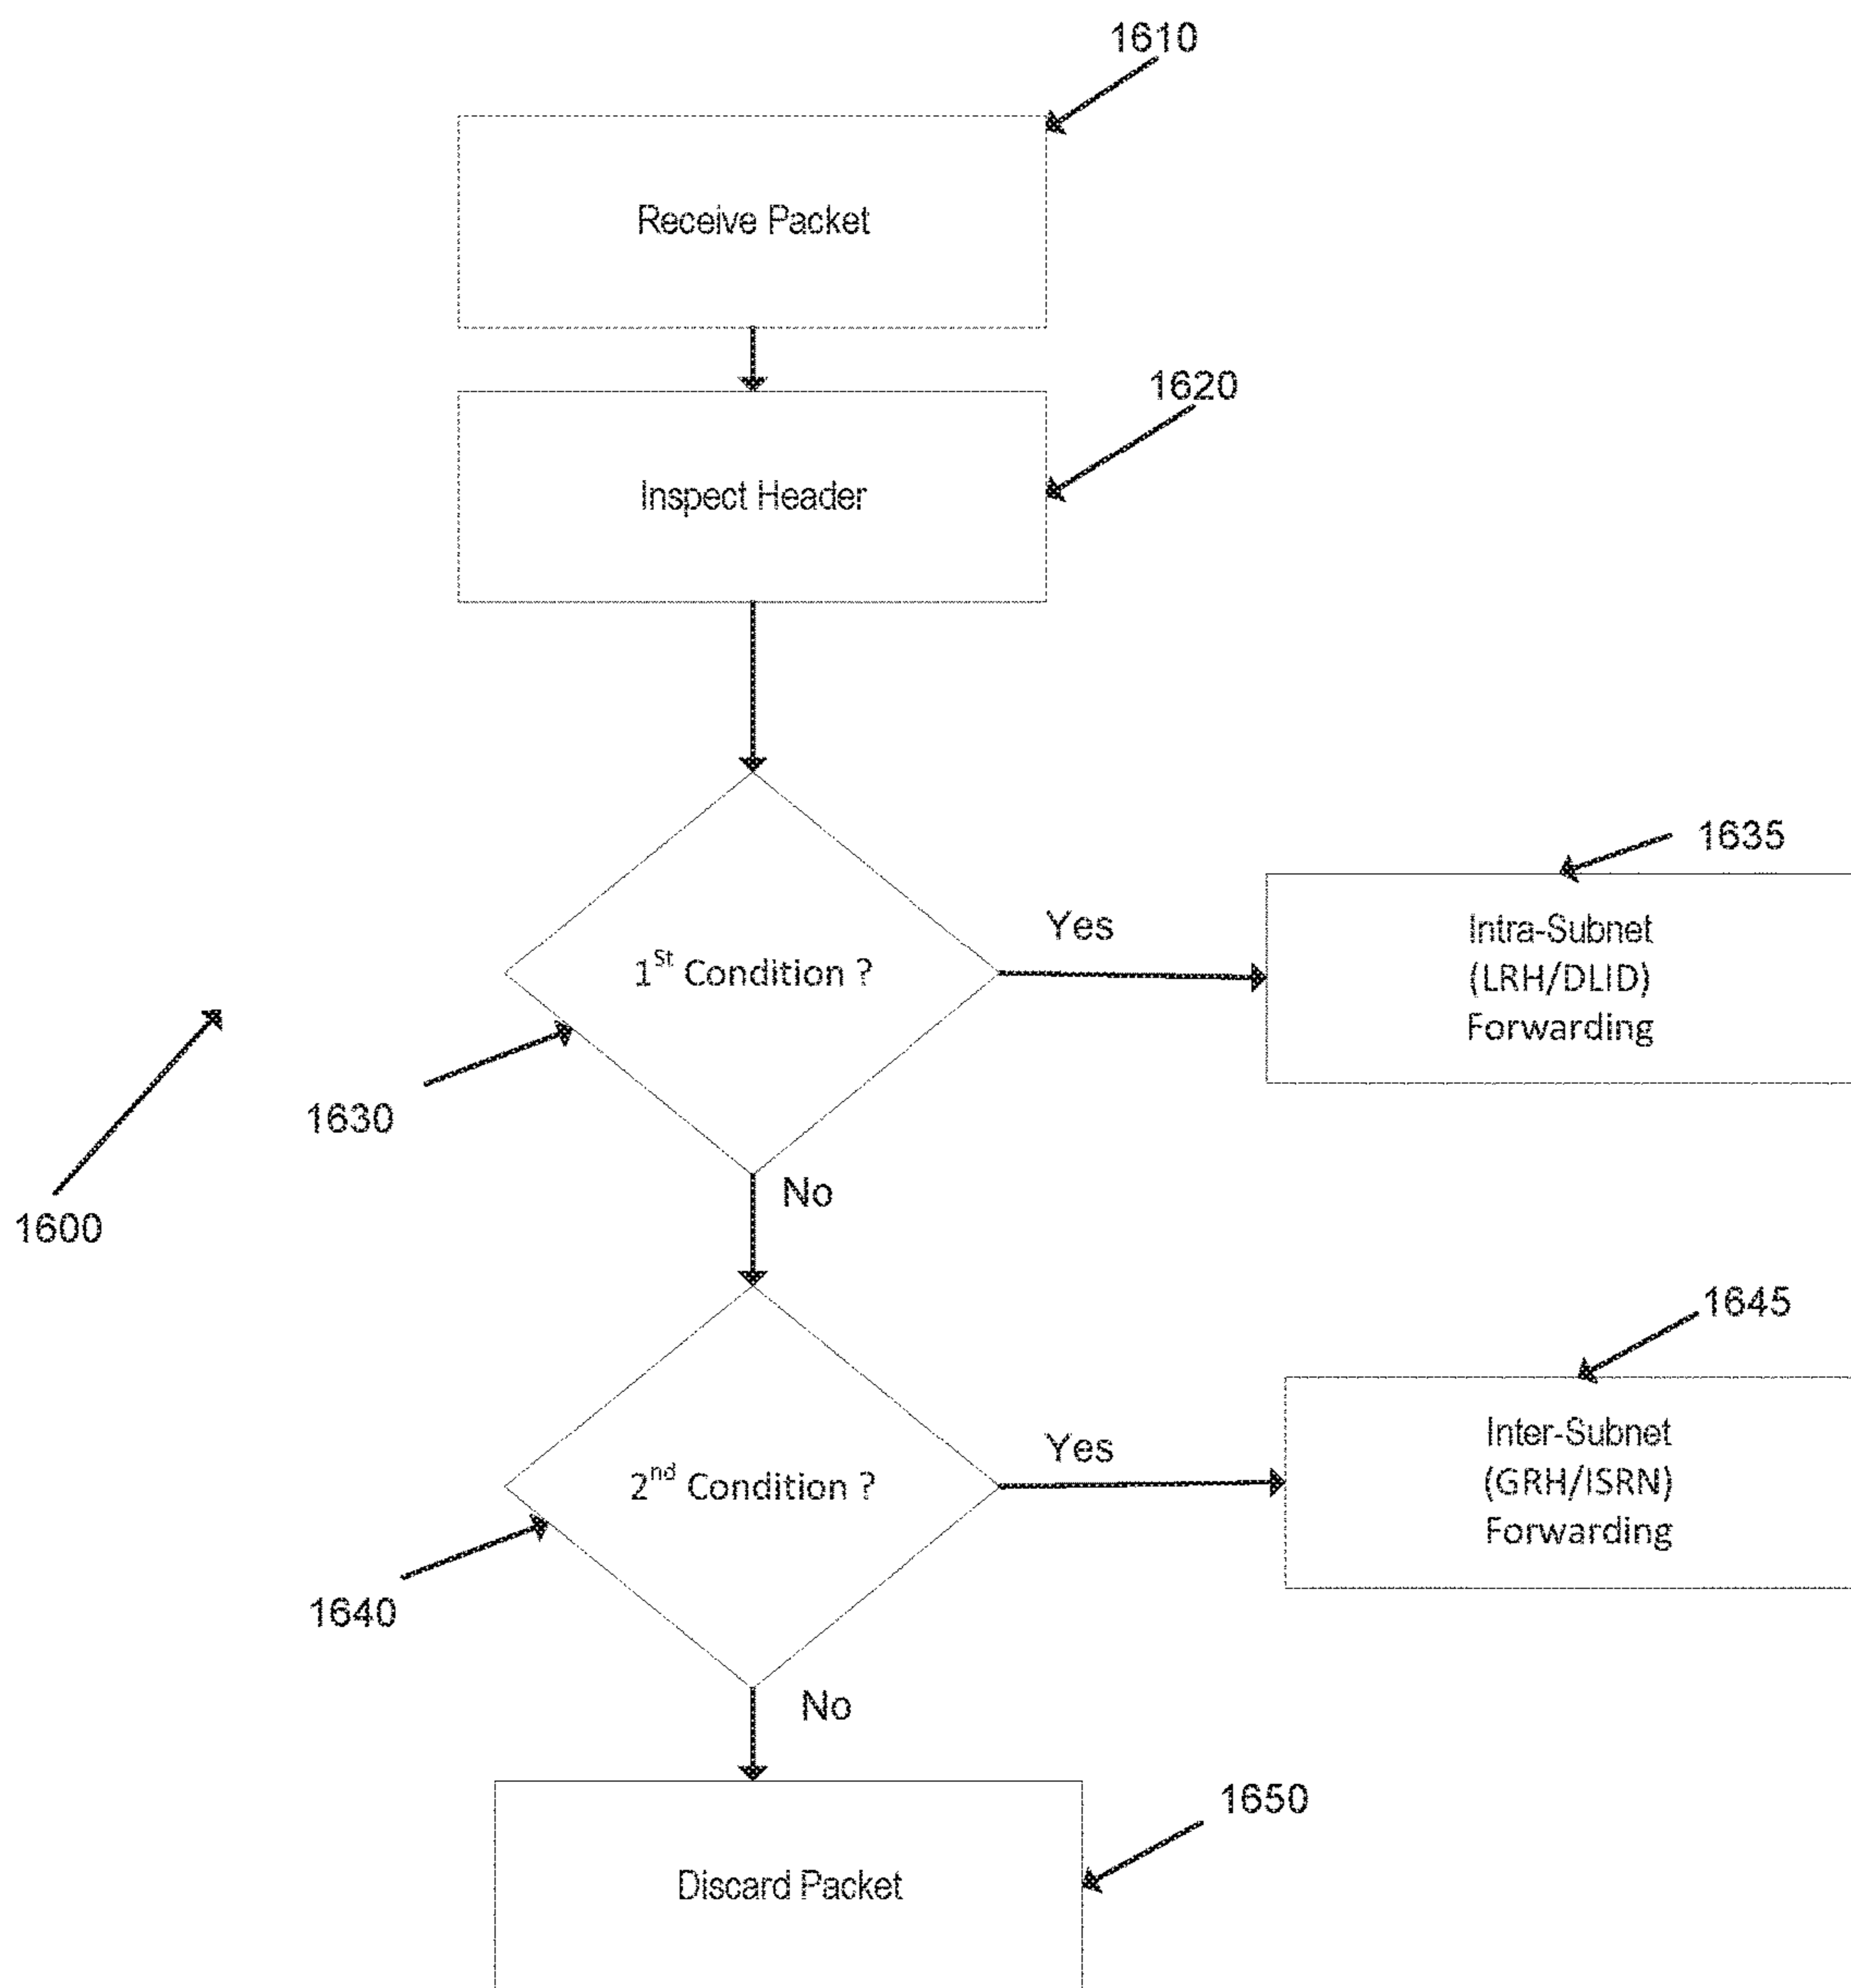 1610
Receive Packet
1620
Inspect Header
1635
Yes
Intra-Subnet
(LRH/DLID)
Forwarding
1st Condition ?
1630
No
1600
1645
Yes
Inter-Subnet
(GRH/ISRN)
Forwarding
2nd Condition ?
1640
No
1650
Discard Packet